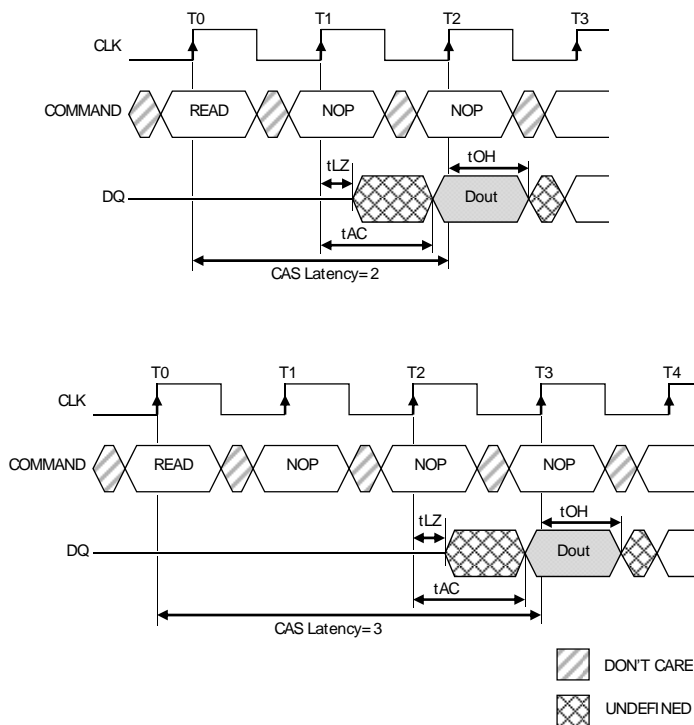 T0 T1 T2 T3
CLK
COMMAND READ NOP NOP
tLZ tOH
DQ Dout
tAC
CAS Latency=2
T0 T1 T2 T3 T4
CLK
COMMAND READ NOP NOP NOP
tLZ tOH
DQ Dout
tAC
CAS Latency=3
DON'T CARE
UNDEFINED